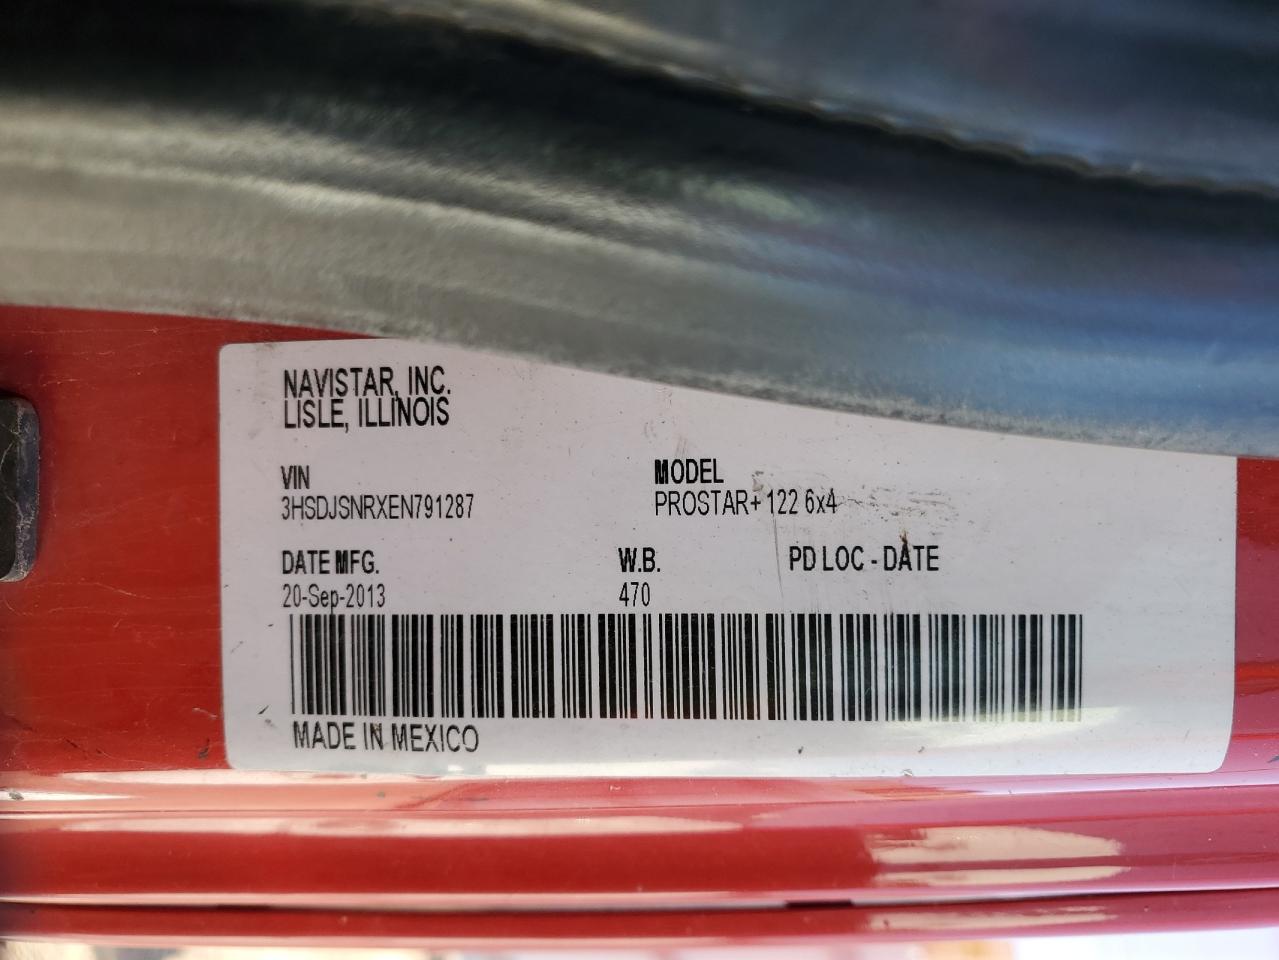 NAVISTAR, INC.
LISLE, ILLINOIS
VIN
3HSDJSNRXEN791287
MODEL
PROSTAR+ 122 6x4
DATE MFG.
20-Sep-2013
W.B.
470
PD LOC - DATE
MADE IN MEXICO